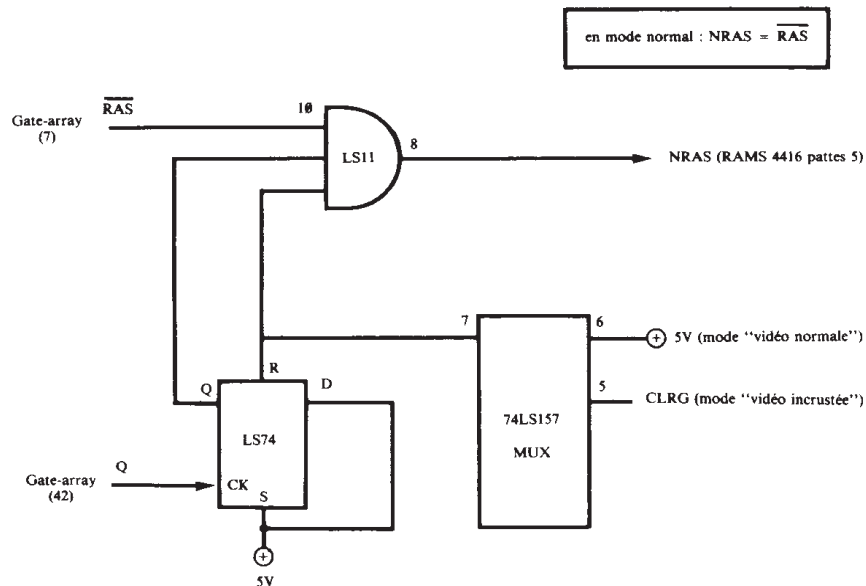 en mode normal : NRAS = RAS
RAS
Gate-array
(7)
10
LS11
8
NRAS (RAMS 4416 pattes 5)
7
6
5V (mode “vidéo normale”)
5
CLRG (mode “vidéo incrustée”)
74LS157
MUX
R
Q
D
LS74
CK
S
Gate-array
(42)
Q
5V